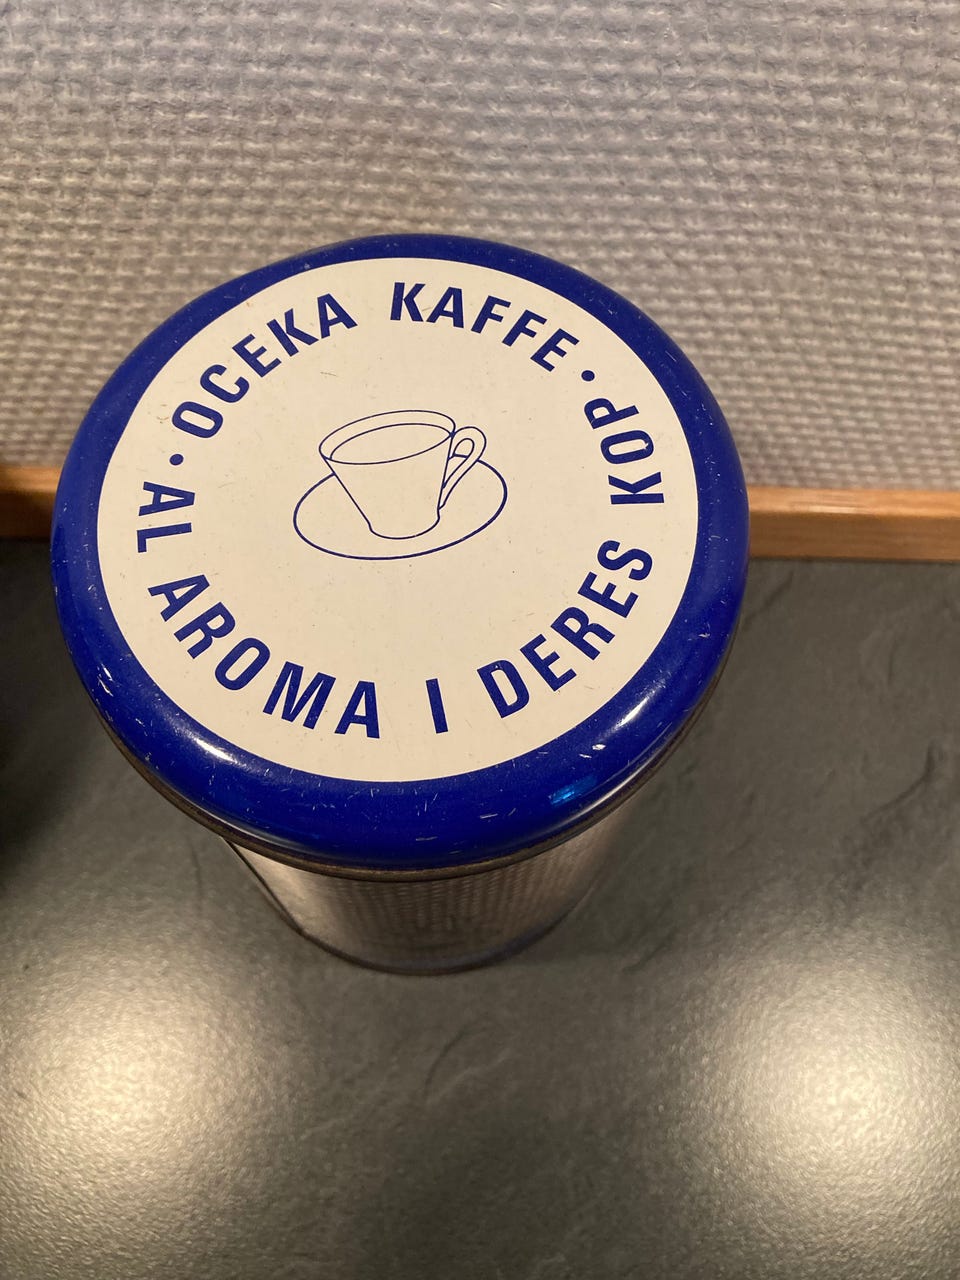 · OCEKA KAFFE ·
AL AROMA I DERES KOP